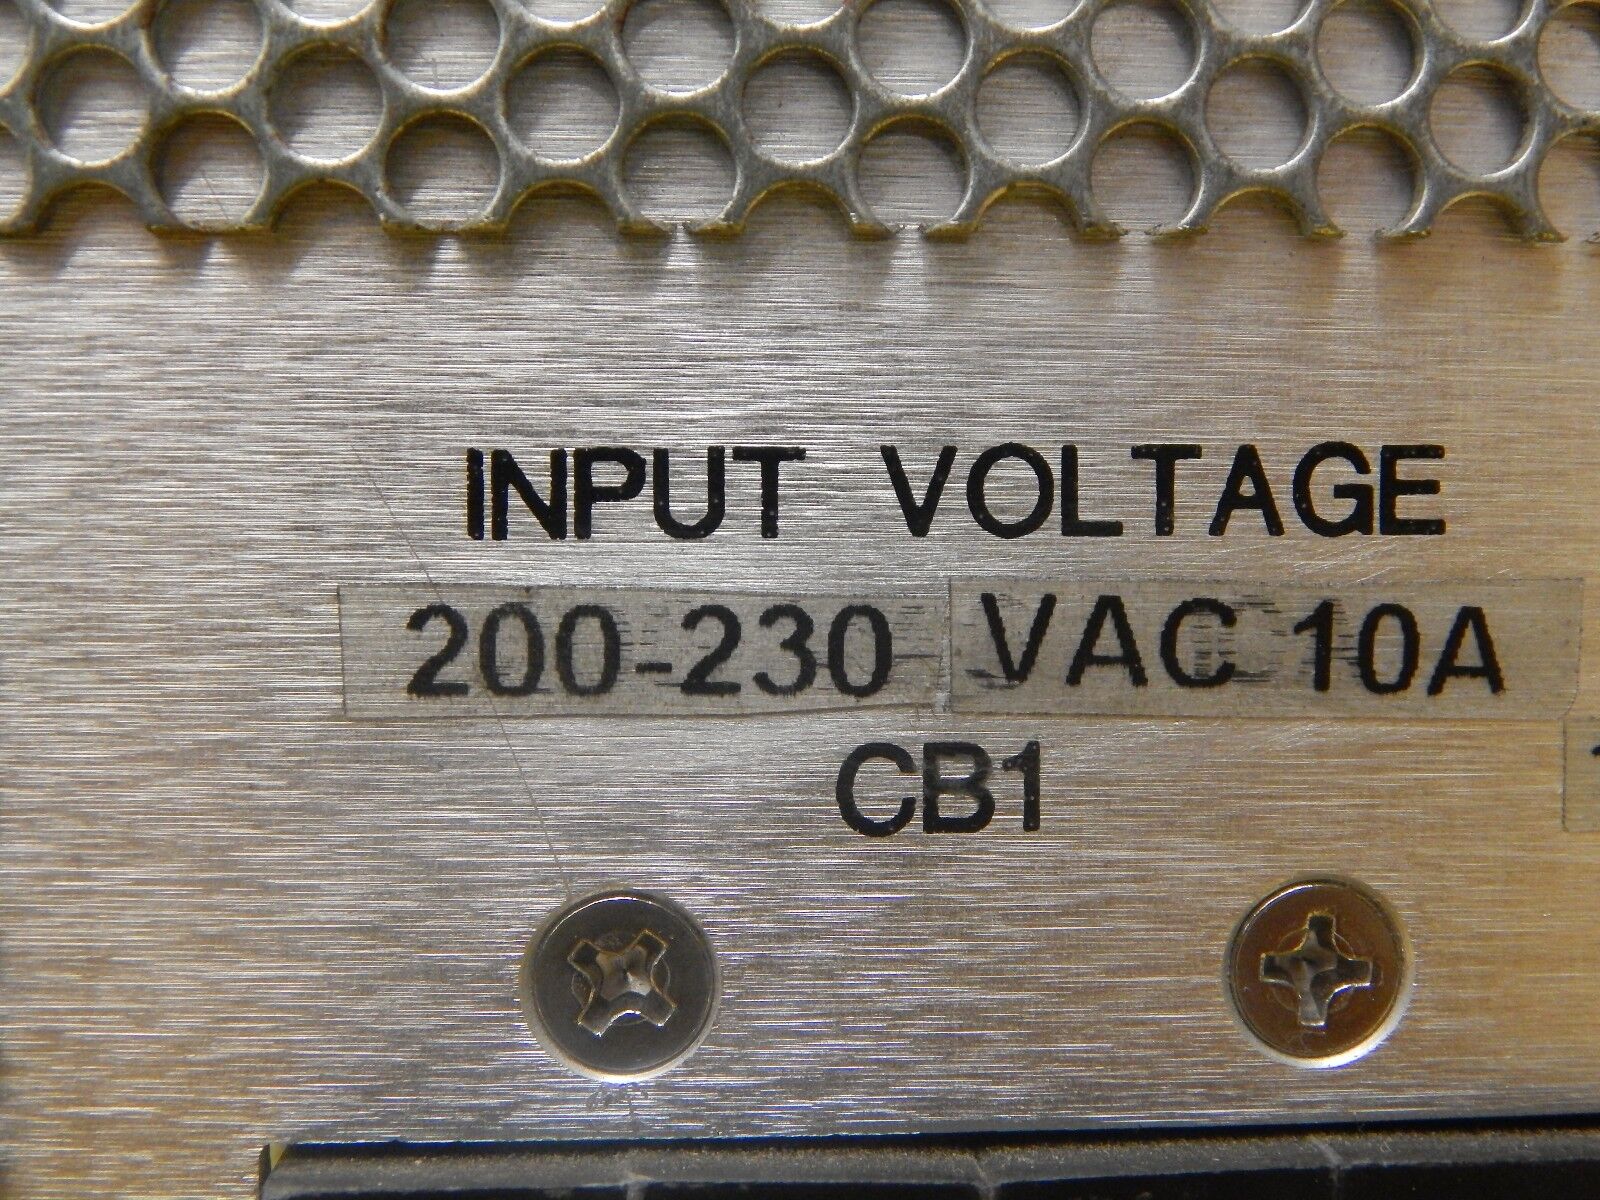 INPUT VOLTAGE
200-230 VAC 10A
CB1